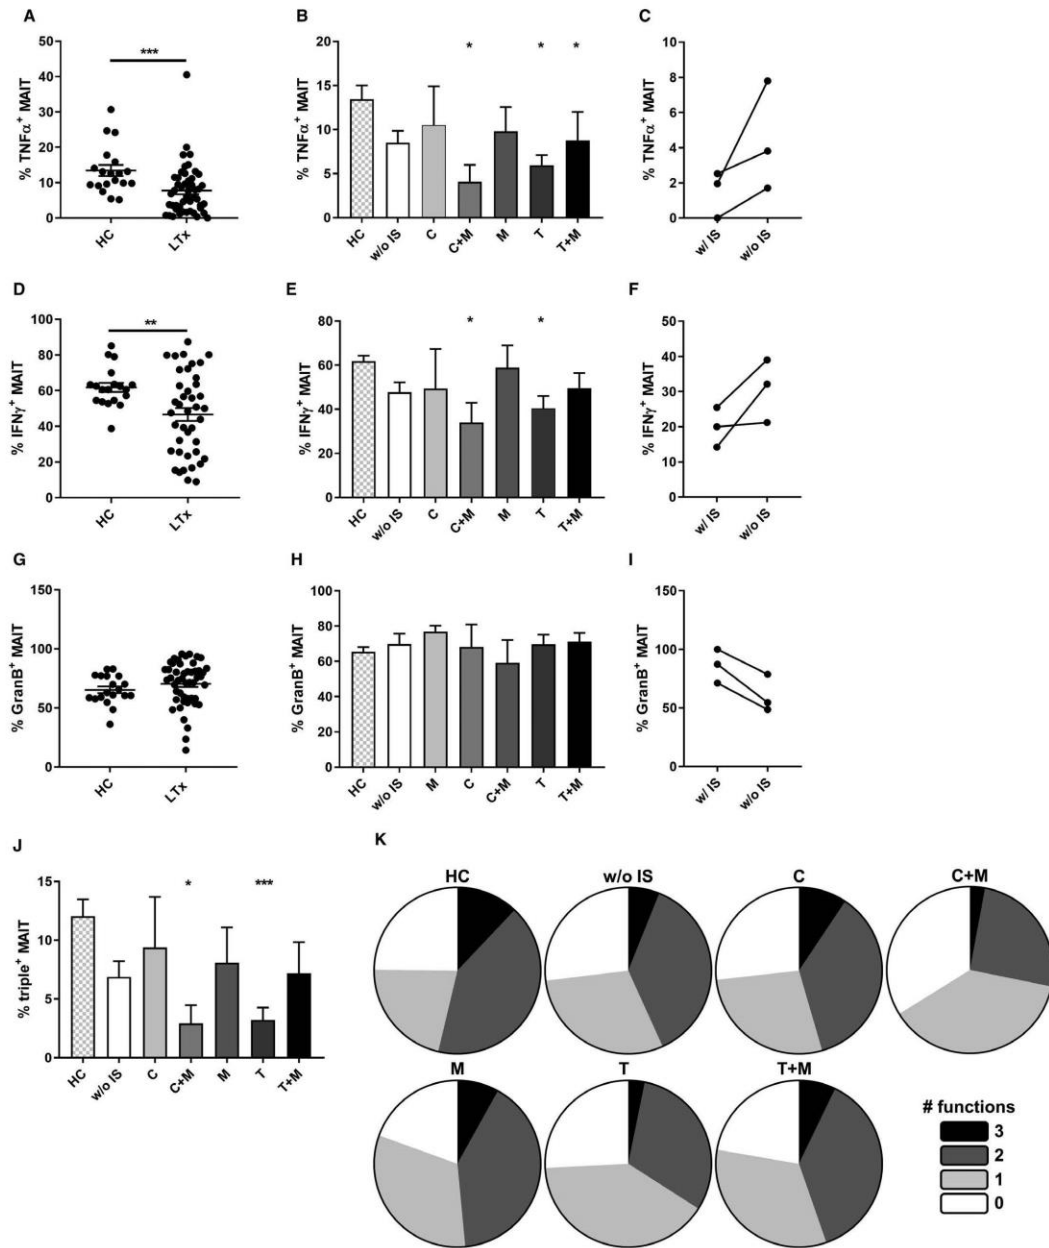 A
B
C
% TNFα⁺ MAIT
50
40
30
20
10
0
***
HC
LTx
% TNFα⁺ MAIT
20
15
10
5
0
*
*
*
HC
w/o IS
C
C+M
M
T
T+M
% TNFα⁺ MAIT
10
8
6
4
2
0
w/ IS
w/o IS
D
E
F
% IFNγ⁺ MAIT
100
80
60
40
20
0
**
HC
LTx
% IFNγ⁺ MAIT
80
60
40
20
0
*
*
HC
w/o IS
C
C+M
M
T
T+M
% IFNγ⁺ MAIT
50
40
30
20
10
0
w/ IS
w/o IS
G
H
I
% GranB⁺ MAIT
150
100
50
0
HC
LTx
% GranB⁺ MAIT
100
80
60
40
20
0
HC
w/o IS
M
C
C+M
T
T+M
% GranB⁺ MAIT
150
100
50
0
w/ IS
w/o IS
J
% triple⁺ MAIT
15
10
5
0
*
***
HC
w/o IS
C
C+M
M
T
T+M
K
HC
w/o IS
C
C+M
M
T
T+M
# functions
3
2
1
0